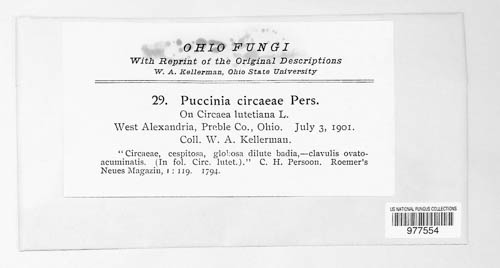 OHIO FUNGI
With Reprint of the Original Descriptions
W. A. Kellerman, Ohio State University
29. Puccinia circaeae Pers.
On Circaea lutetiana L.
West Alexandria, Preble Co., Ohio. July 3, 1901.
Coll. W. A. Kellerman.
"Circaeae, cespitosa, globosa dilute badia,—clavulis ovato-
acuminatis. (In fol. Circ. lutet.)." C. H. Persoon. Roemer's
Neues Magazin, 1 : 119. 1794.
US NATIONAL FUNGUS COLLECTIONS
977554